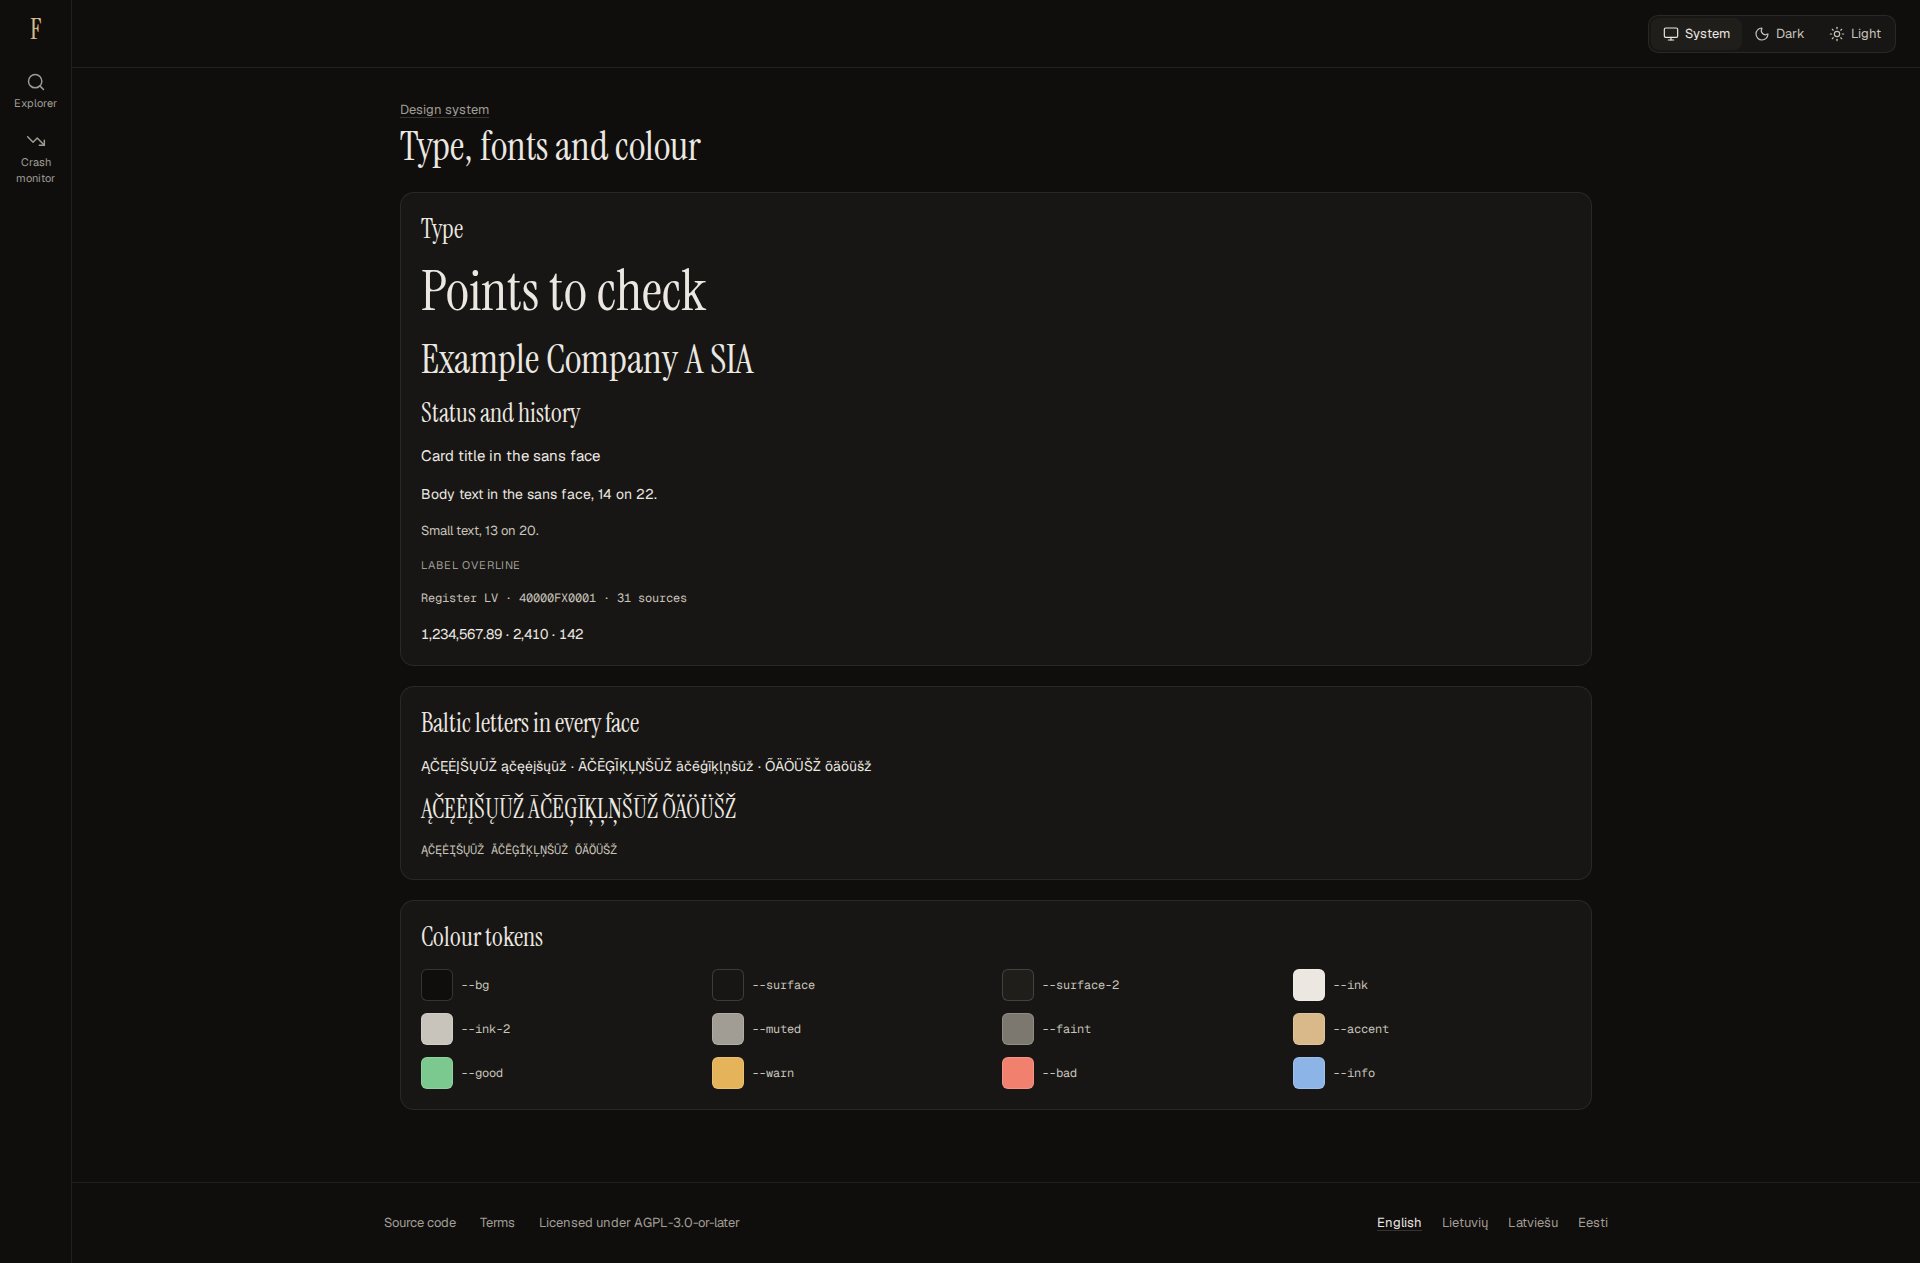 F
Explorer
Crash
monitor
System
Dark
Light
Design system
Type, fonts and colour
Type
Points to check
Example Company A SIA
Status and history
Card title in the sans face
Body text in the sans face, 14 on 22.
Small text, 13 on 20.
LABEL OVERLINE
Register LV · 40000FX0001 · 31 sources
1,234,567.89 · 2,410 · 142
Baltic letters in every face
ĄČĘĖĮŠŲŪŽ ąčęėįšųūž · ĀČĒĢĪĶĻŅŠŪŽ āčēģīķļņšūž · ÕÄÖÜŠŽ õäöüšž
ĄČĘĖĮŠŲŪŽ ĀČĒĢĪĶĻŅŠŪŽ ÕÄÖÜŠŽ
ĄČĘĖĮŠŲŪŽ ĀČĒĢĪĶĻŅŠŪŽ ÕÄÖÜŠŽ
Colour tokens
--bg
--surface
--surface-2
--ink
--ink-2
--muted
--faint
--accent
--good
--warn
--bad
--info
Source code
Terms
Licensed under AGPL-3.0-or-later
English
Lietuvių
Latviešu
Eesti